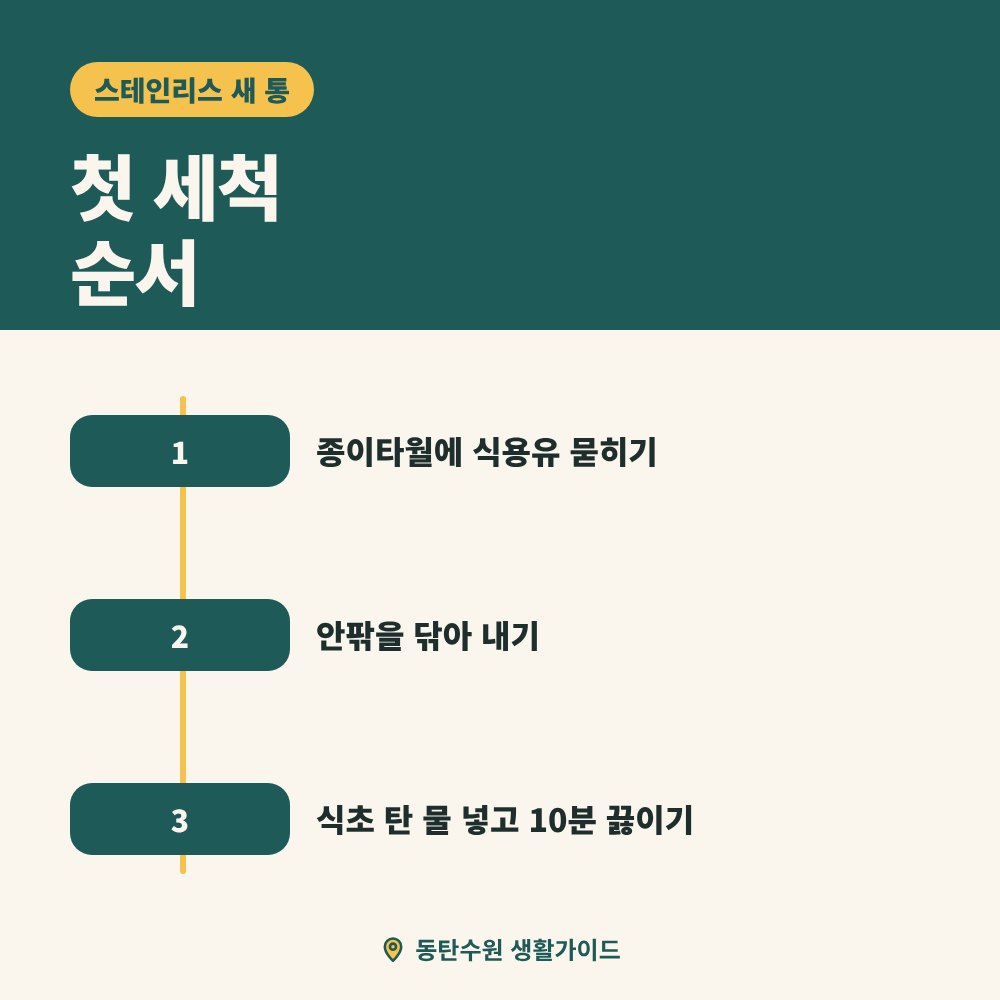 스테인리스 새 통
첫 세척
순서
1
종이타월에 식용유 묻히기
2
안팎을 닦아 내기
3
식초 탄 물 넣고 10분 끓이기
동탄수원 생활가이드